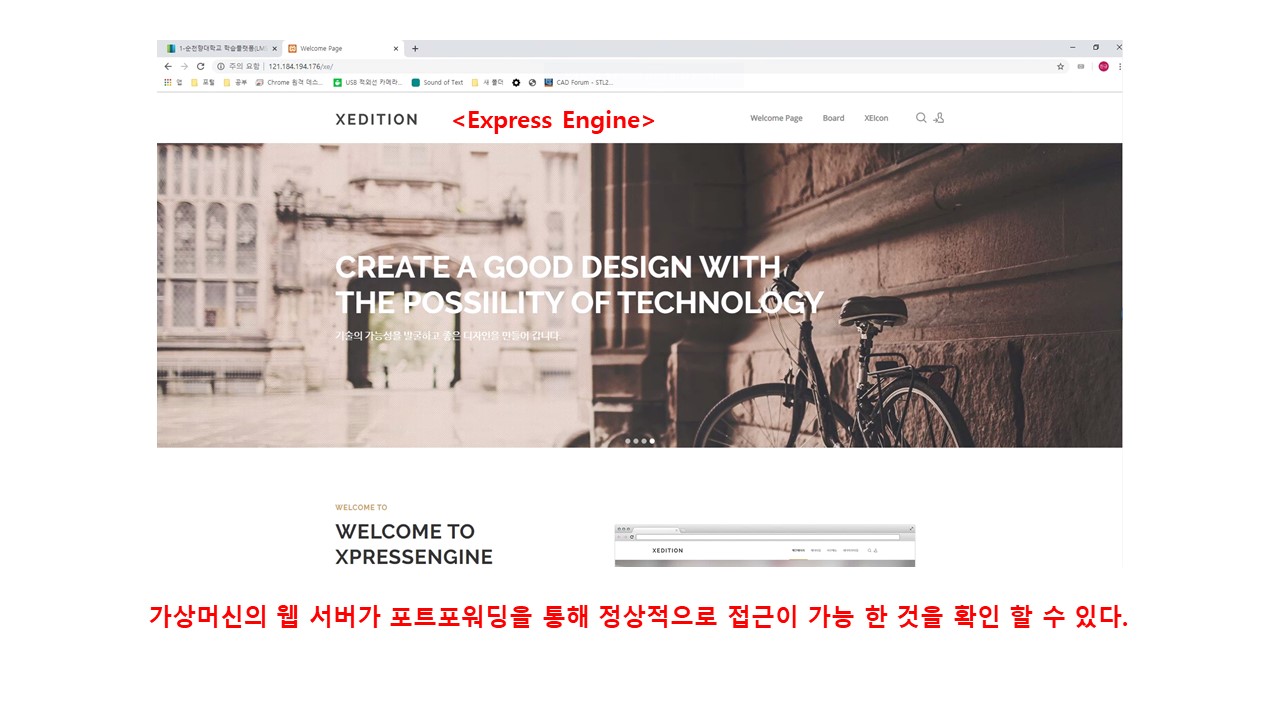 1-순천향대학교 학습플랫폼(LM
Welcome Page
주의 요함 | 121.184.194.176/xe/
앱 포털 공부 Chrome 원격 데스... USB 적외선 카메라... Sound of Text 새 폴더 CAD Forum - STLZ...
XEDITION <Express Engine> Welcome Page Board XEIcon
CREATE A GOOD DESIGN WITH
THE POSSIILITY OF TECHNOLOGY
기술의 가능성을 발굴하고 좋은 디자인을 만들어 갑니다
WELCOME TO
WELCOME TO
XPRESSENGINE
XEDITION
가상머신의 웹 서버가 포트포워딩을 통해 정상적으로 접근이 가능 한 것을 확인 할 수 있다.